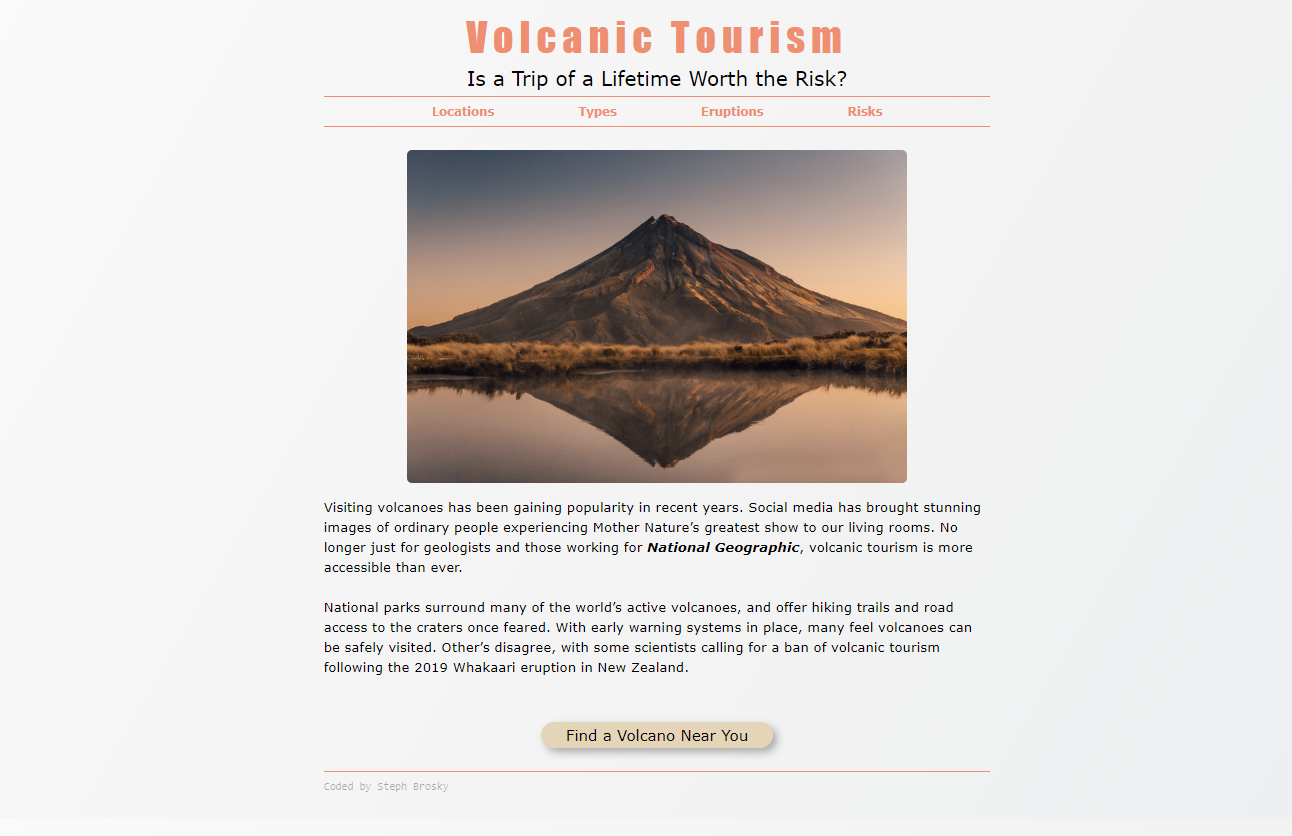 Volcanic Tourism
Is a Trip of a Lifetime Worth the Risk?
Locations Types Eruptions Risks
Visiting volcanoes has been gaining popularity in recent years. Social media has brought stunning
images of ordinary people experiencing Mother Nature’s greatest show to our living rooms. No
longer just for geologists and those working for National Geographic, volcanic tourism is more
accessible than ever.
National parks surround many of the world’s active volcanoes, and offer hiking trails and road
access to the craters once feared. With early warning systems in place, many feel volcanoes can
be safely visited. Other’s disagree, with some scientists calling for a ban of volcanic tourism
following the 2019 Whakaari eruption in New Zealand.
Find a Volcano Near You
Coded by Steph Brosky